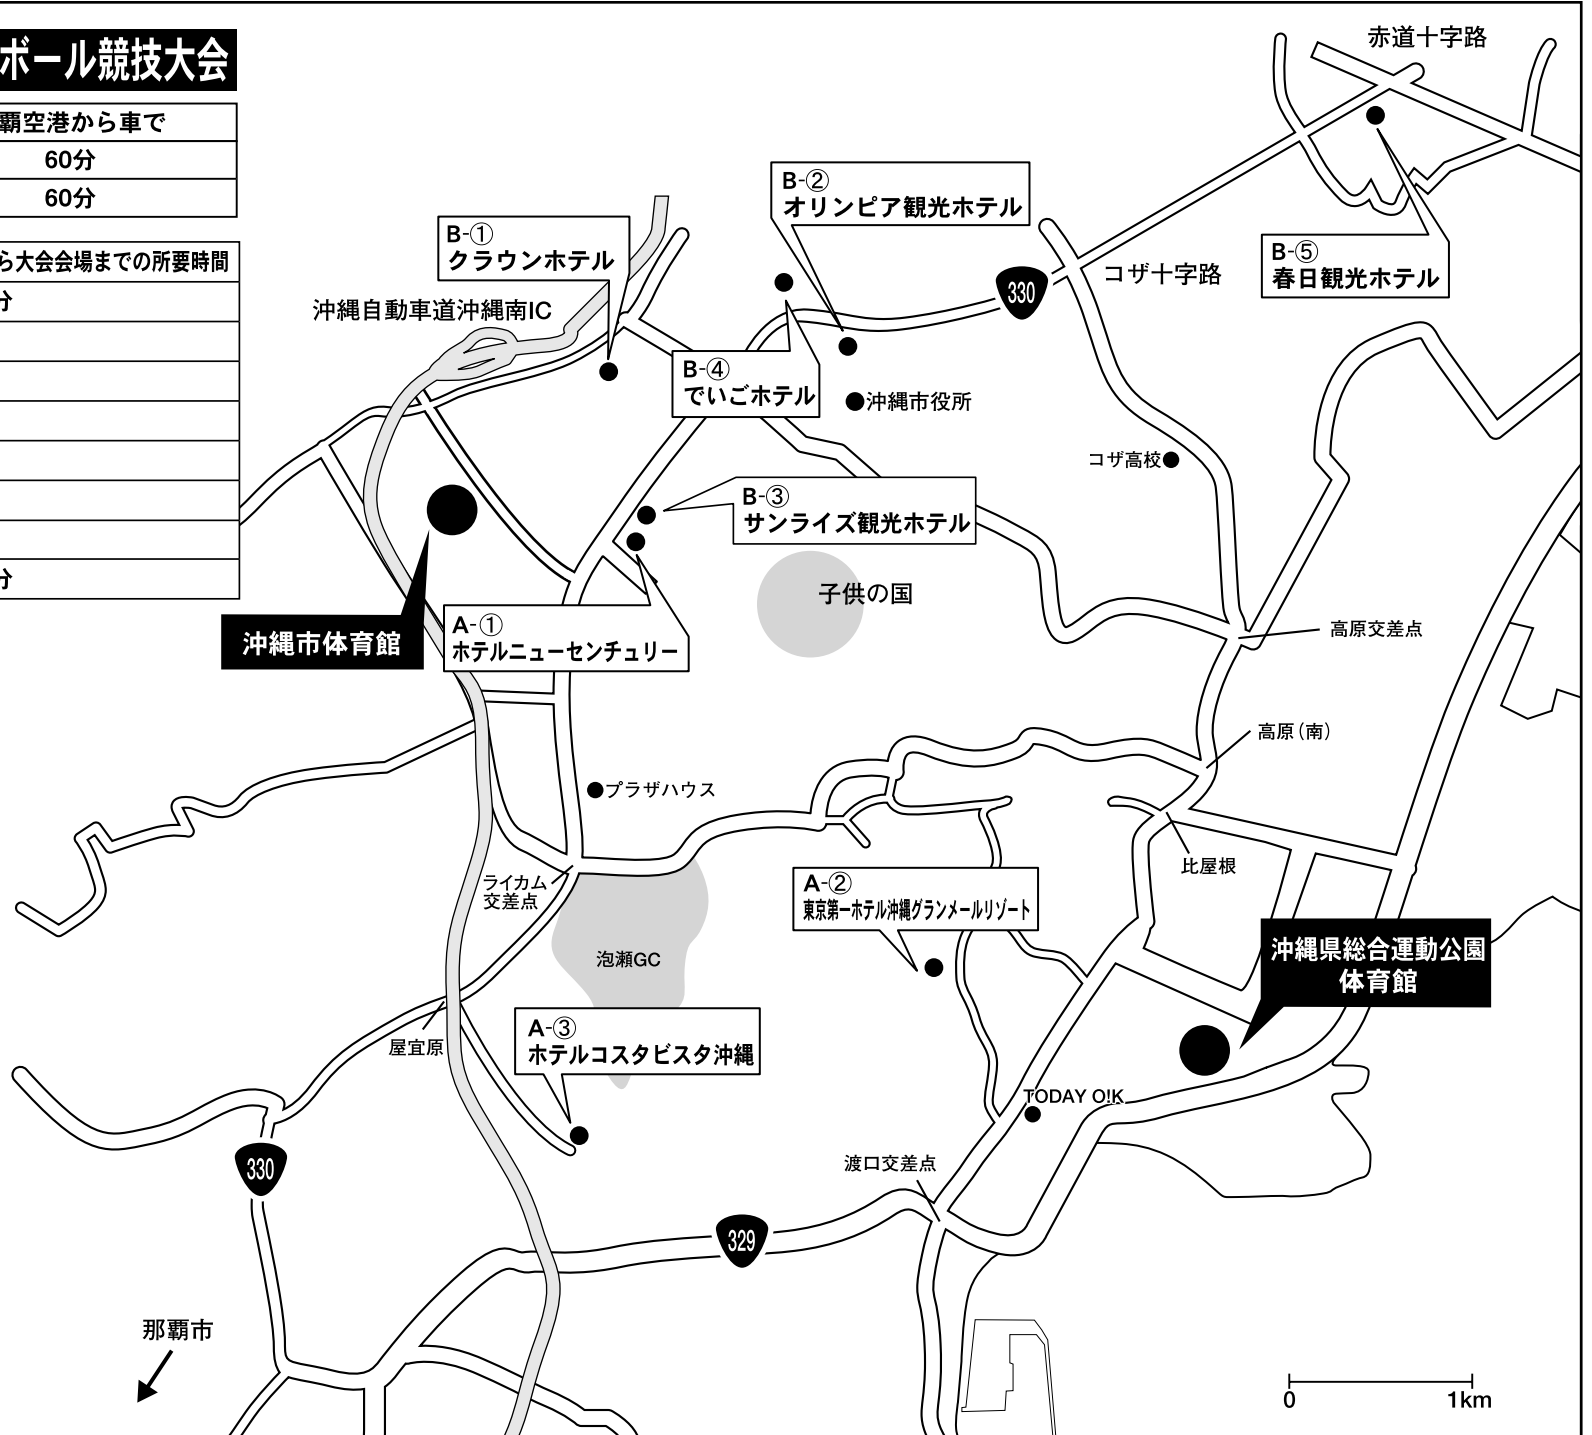 ボール競技大会
覇空港から車で
60分
60分
ら大会会場までの所要時間
分
分
赤道十字路
B-②
オリンピア観光ホテル
B-①
クラウンホテル
B-⑤
春日観光ホテル
コザ十字路
330
沖縄自動車道沖縄南IC
B-④
でいごホテル
沖縄市役所
コザ高校
B-③
サンライズ観光ホテル
子供の国
沖縄市体育館
A-①
ホテルニューセンチュリー
高原交差点
高原(南)
プラザハウス
比屋根
ライカム
交差点
A-②
東京第一ホテル沖縄グランメールリゾート
泡瀬GC
沖縄県総合運動公園
体育館
A-③
ホテルコスタビスタ沖縄
屋宜原
TODAY O!K
330
渡口交差点
329
那覇市
0
1km